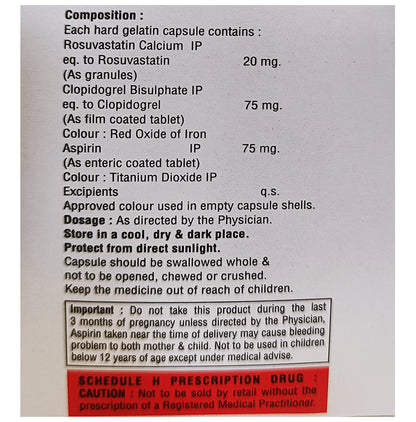 Composition :
Each hard gelatin capsule contains :
Rosuvastatin Calcium IP
eq. to Rosuvastatin 20 mg.
(As granules)
Clopidogrel Bisulphate IP
eq. to Clopidogrel 75 mg.
(As film coated tablet)
Colour : Red Oxide of Iron
Aspirin IP 75 mg.
(As enteric coated tablet)
Colour : Titanium Dioxide IP
Excipients q.s.
Approved colour used in empty capsule shells.
Dosage : As directed by the Physician.
Store in a cool, dry & dark place.
Protect from direct sunlight.
Capsule should be swallowed whole &
not to be opened, chewed or crushed.
Keep the medicine out of reach of children.
Important : Do not take this product during the last
3 months of pregnancy unless directed by the Physician,
Aspirin taken near the time of delivery may cause bleeding
problem to both mother & child. Not to be used in children
below 12 years of age except under medical advise.
SCHEDULE H PRESCRIPTION DRUG :
CAUTION : Not to be sold by retail without the
prescription of a Registered Medical Practitioner.